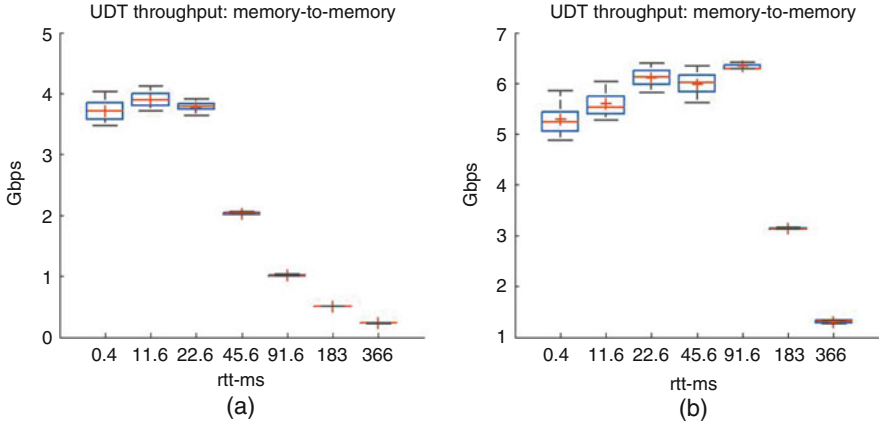 UDT throughput: memory-to-memory
5
4
3
2
1
0
Gbps
0.4 11.6 22.6 45.6 91.6 183 366
rtt-ms
(a)
UDT throughput: memory-to-memory
7
6
5
4
3
2
1
Gbps
0.4 11.6 22.6 45.6 91.6 183 366
rtt-ms
(b)